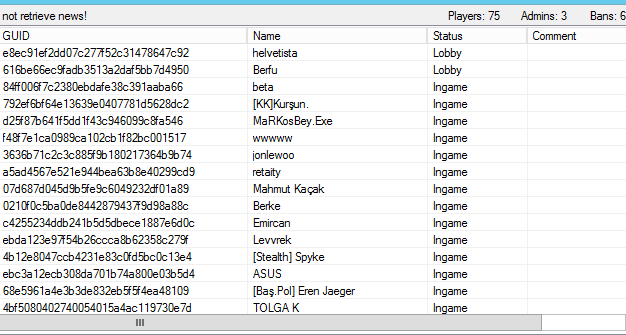 not retrieve news! Players: 75 Admins: 3 Bans: 6
GUID Name Status Comment
e8ec91ef2dd07c277f52c31478647c92 helvetista Lobby
616be66ec9fadb3513a2daf5bb7d4950 Berfu Lobby
84ff006f7c2380ebdafe38c391aaba66 beta Ingame
792ef6bf64e13639e0407781d5628dc2 [KK]Kurşun. Ingame
d25f87b641f5dd1f43c946099c8fa546 MaRKosBey.Exe Ingame
f48f7e1ca0989ca102cb1f82bc001517 wwwww Ingame
3636b71c2c3c885f9b180217364b9b74 jonlewoo Ingame
a5ad4567e521e944bea63b8e40299cd9 retaity Ingame
07d687d045d9b5fe9c6049232df01a89 Mahmut Kaçak Ingame
0210f0c5ba0de8442879437f9d98a88c Berke Ingame
c4255234ddb241b5d5dbece1887e6d0c Emircan Ingame
ebda123e97f54b26ccca8b62358c279f Levvrek Ingame
4b12e8047ccb4231e83c0fd5bc0c13e4 [Stealth] Spyke Ingame
ebc3a12ecb308da701b74a800e03b5d4 ASUS Ingame
68e5961a4e3b3de832eb5f5f4ea48109 [Baş.Pol] Eren Jaeger Ingame
4bf5080402740054015a4ac119730e7d TOLGA K Ingame